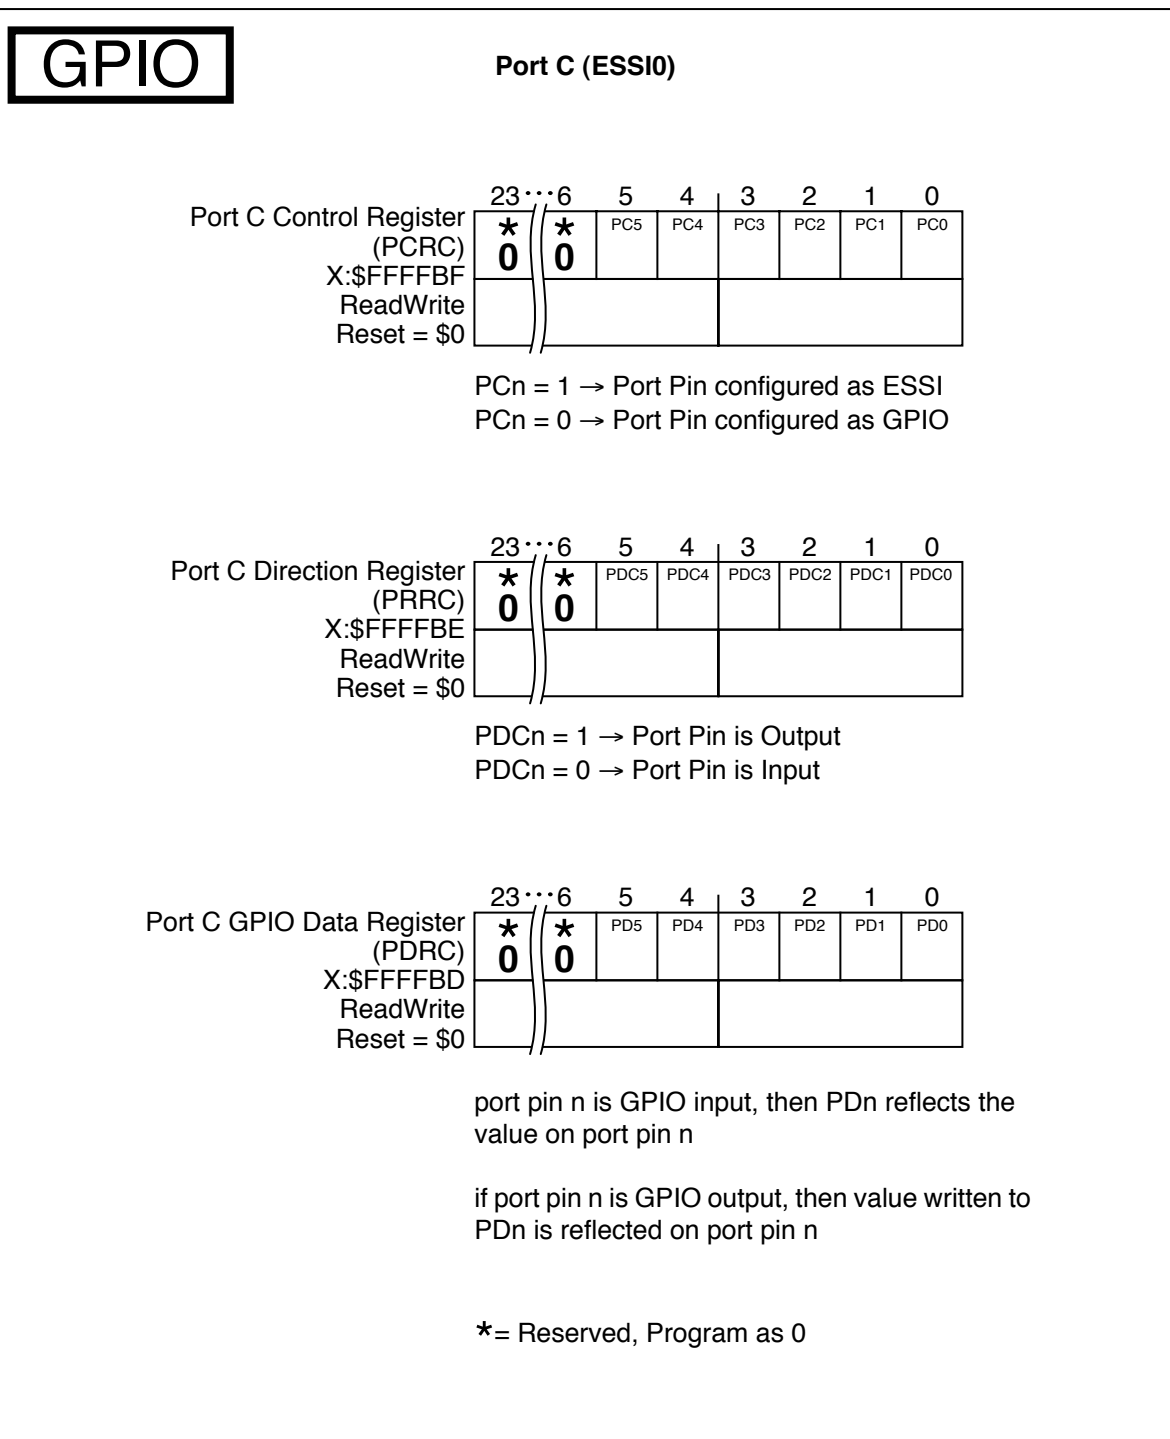 GPIO
Port C (ESSI0)
23 ··· 6 5 4 3 2 1 0
Port C Control Register
(PCRC)
X:$FFFFBF
ReadWrite
Reset = $0
* * PC5 PC4 PC3 PC2 PC1 PC0
0 0
PCn = 1 → Port Pin configured as ESSI
PCn = 0 → Port Pin configured as GPIO
23 ··· 6 5 4 3 2 1 0
Port C Direction Register
(PRRC)
X:$FFFFBE
ReadWrite
Reset = $0
* * PDC5 PDC4 PDC3 PDC2 PDC1 PDC0
0 0
PDCn = 1 → Port Pin is Output
PDCn = 0 → Port Pin is Input
23 ··· 6 5 4 3 2 1 0
Port C GPIO Data Register
(PDRC)
X:$FFFFBD
ReadWrite
Reset = $0
* * PD5 PD4 PD3 PD2 PD1 PD0
0 0
port pin n is GPIO input, then PDn reflects the
value on port pin n
if port pin n is GPIO output, then value written to
PDn is reflected on port pin n
*= Reserved, Program as 0